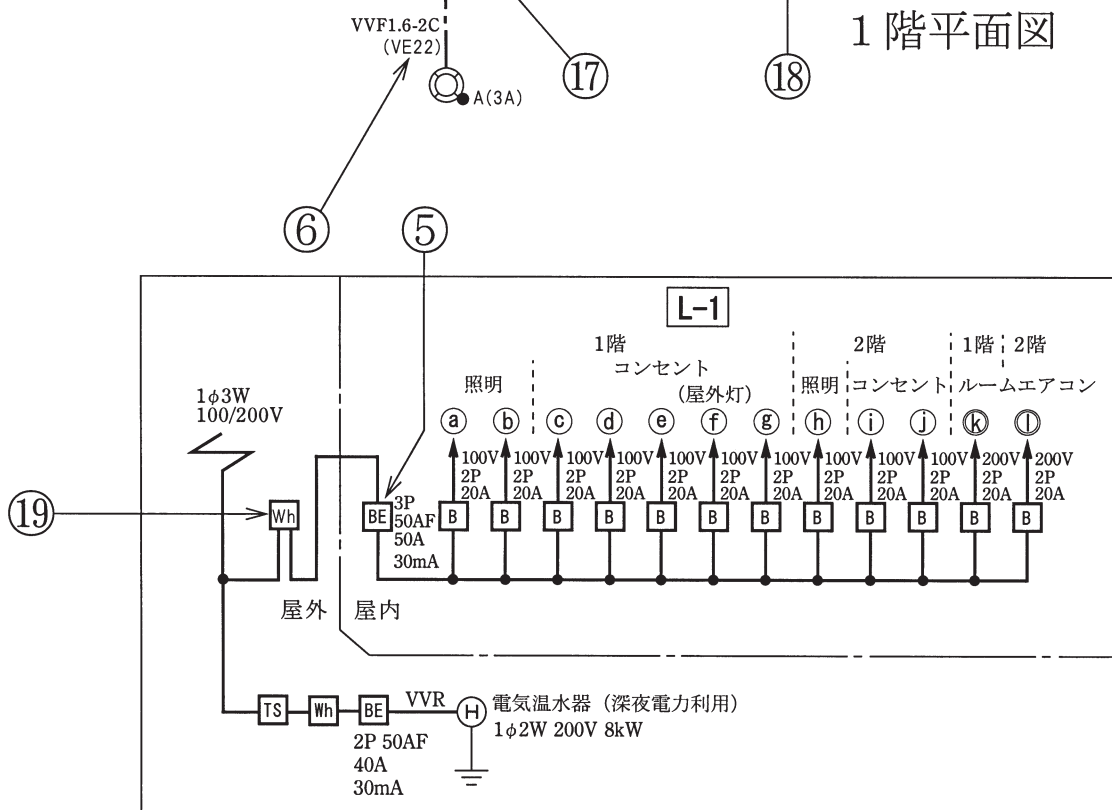 VVF1.6-2C
(VE22)
A(3A)
⑰
⑱
1階平面図
⑥
⑤
L-1
1階
コンセント
(屋外灯)
照明
2階
照明
コンセント
1階
2階
ルームエアコン
1φ3W
100/200V
ⓐ ⓑ ⓒ ⓓ ⓔ ⓕ ⓖ ⓗ ⓘ ⓙ ⓚ ⓛ
100V 100V 100V 100V 100V 100V 100V 100V 100V 100V 200V 200V
2P 2P 2P 2P 2P 2P 2P 2P 2P 2P 2P 2P
20A 20A 20A 20A 20A 20A 20A 20A 20A 20A 20A 20A
⑲
Wh
BE
3P
50AF
50A
30mA
B B B B B B B B B B B B
屋外
屋内
TS
Wh
BE
VVR
H
電気温水器(深夜電力利用)
1φ2W 200V 8kW
2P 50AF
40A
30mA